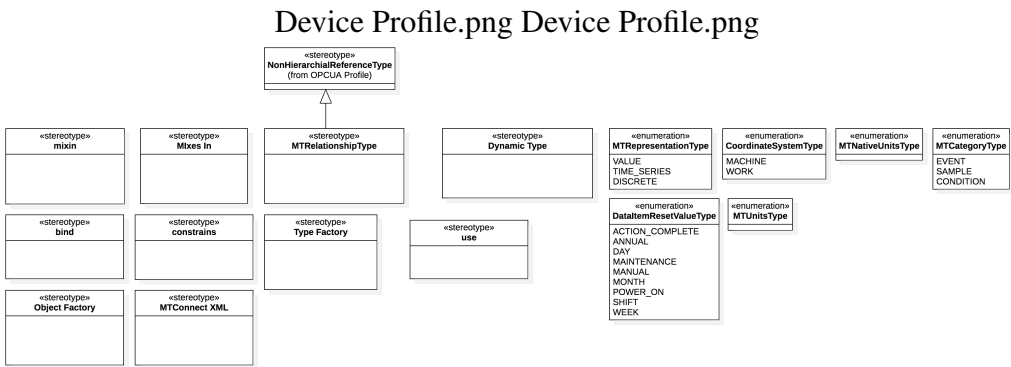 Device Profile.png Device Profile.png
«stereotype»
NonHierarchialReferenceType
(from OPCUA Profile)
«stereotype»
mixin
«stereotype»
MIxes In
«stereotype»
MTRelationshipType
«stereotype»
Dynamic Type
«enumeration»
MTRepresentationType
VALUE
TIME_SERIES
DISCRETE
«enumeration»
CoordinateSystemType
MACHINE
WORK
«enumeration»
MTNativeUnitsType
«enumeration»
MTCategoryType
EVENT
SAMPLE
CONDITION
«stereotype»
bind
«stereotype»
constrains
«stereotype»
Type Factory
«stereotype»
use
«enumeration»
DataItemResetValueType
ACTION_COMPLETE
ANNUAL
DAY
MAINTENANCE
MANUAL
MONTH
POWER_ON
SHIFT
WEEK
«enumeration»
MTUnitsType
«stereotype»
Object Factory
«stereotype»
MTConnect XML